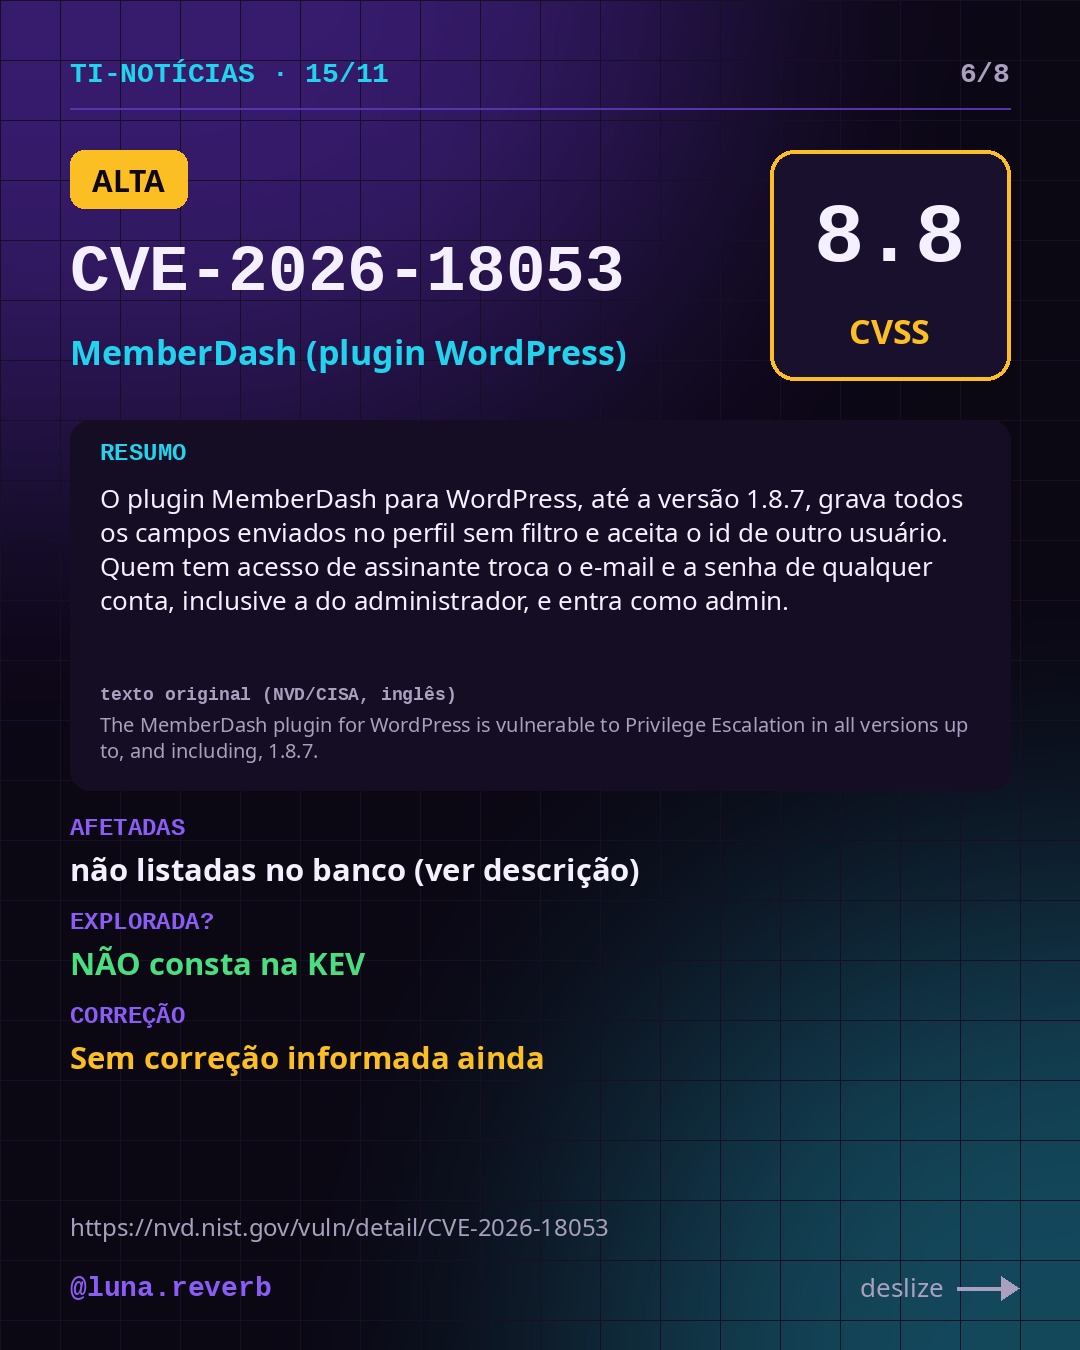 TI-NOTÍCIAS · 15/11
6/8
ALTA
8.8
CVSS
CVE-2026-18053
MemberDash (plugin WordPress)
RESUMO
O plugin MemberDash para WordPress, até a versão 1.8.7, grava todos
os campos enviados no perfil sem filtro e aceita o id de outro usuário.
Quem tem acesso de assinante troca o e-mail e a senha de qualquer
conta, inclusive a do administrador, e entra como admin.
texto original (NVD/CISA, inglês)
The MemberDash plugin for WordPress is vulnerable to Privilege Escalation in all versions up
to, and including, 1.8.7.
AFETADAS
não listadas no banco (ver descrição)
EXPLORADA?
NÃO consta na KEV
CORREÇÃO
Sem correção informada ainda
https://nvd.nist.gov/vuln/detail/CVE-2026-18053
@luna.reverb
deslize